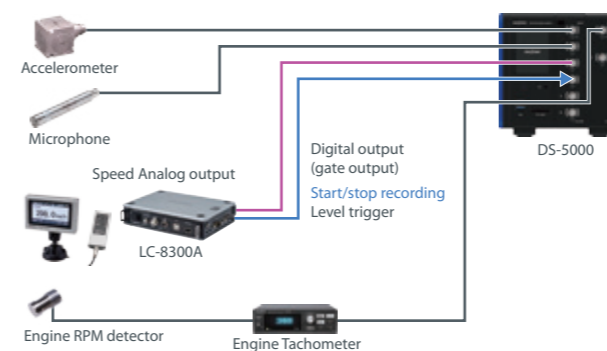 Accelerometer
Microphone
Speed Analog output
Digital output
(gate output)
Start/stop recording
Level trigger
DS-5000
LC-8300A
Engine RPM detector
Engine Tachometer